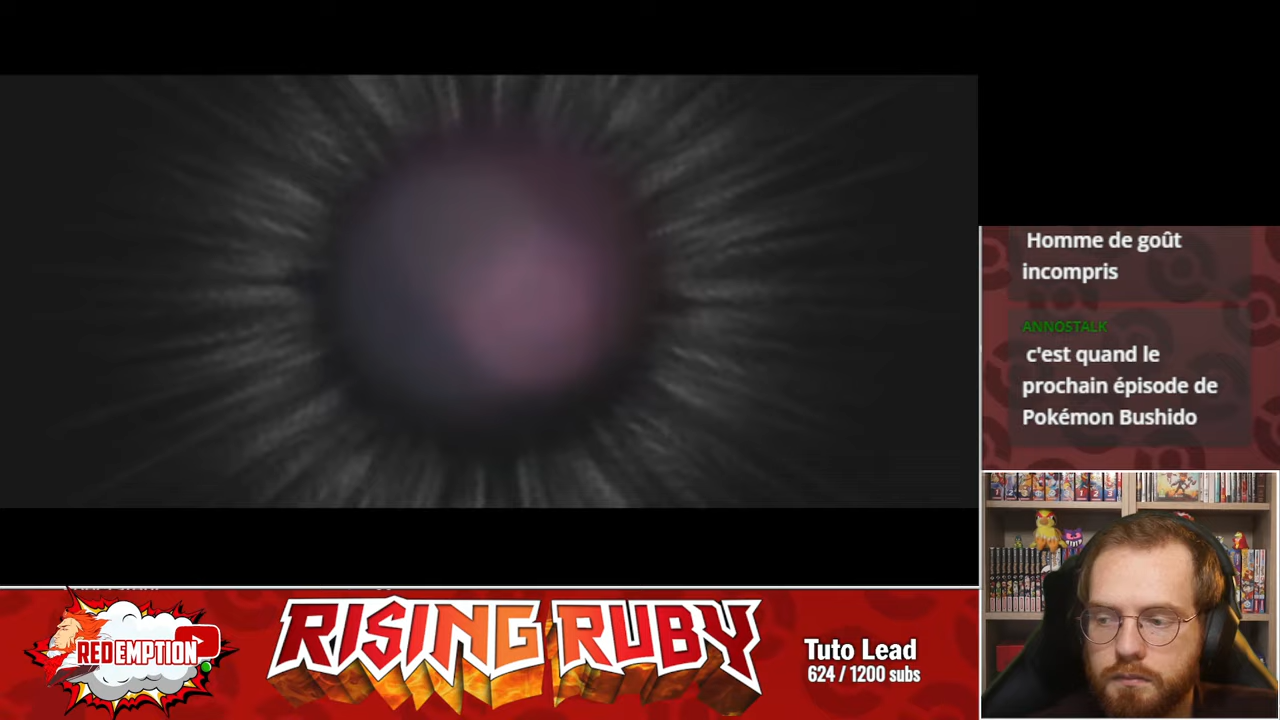 Homme de goût
incompris
ANNOSTALK
c'est quand le
prochain épisode de
Pokémon Bushido
REDEMPTION
RISING RUBY
Tuto Lead
624 / 1200 subs